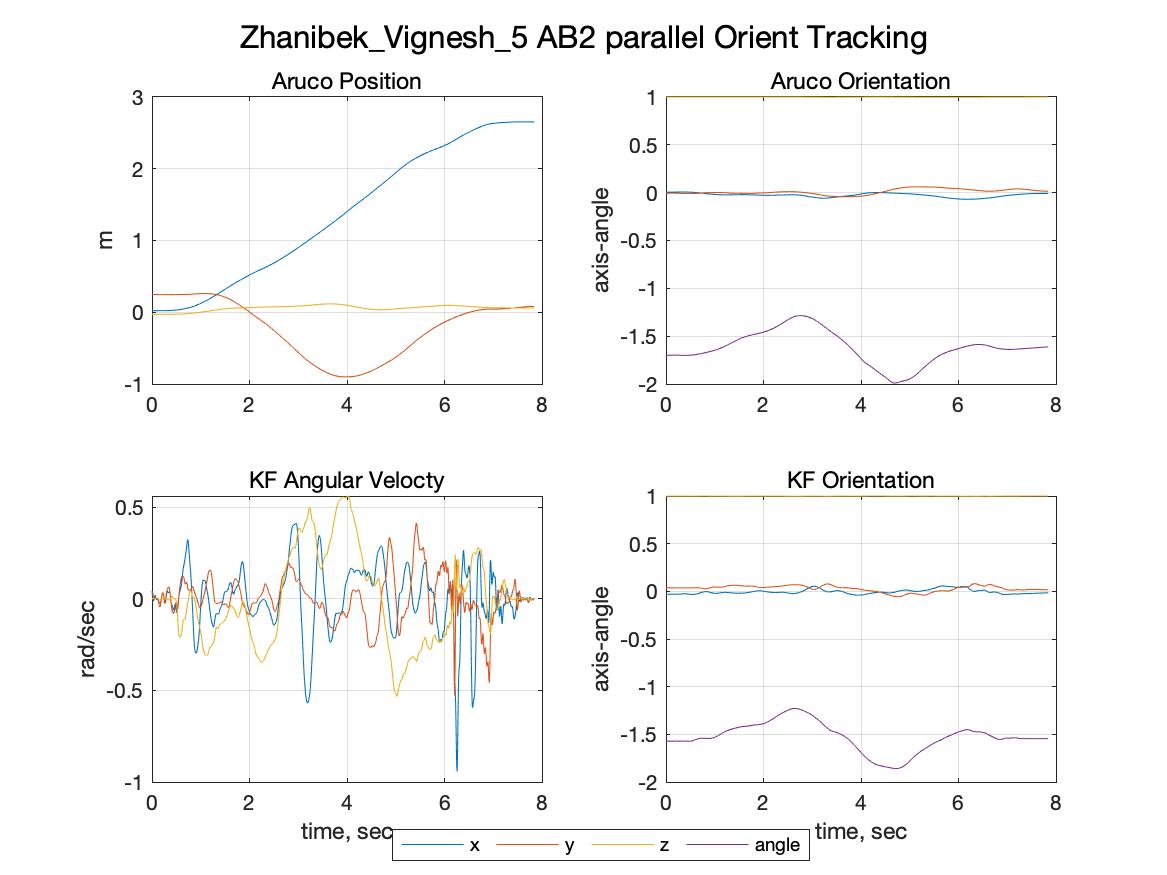 Zhanibek_Vignesh_5 AB2 parallel Orient Tracking
Aruco Position
3
2
1
0
-1
m
0 2 4 6 8
Aruco Orientation
1
0.5
0
-0.5
-1
-1.5
-2
axis-angle
0 2 4 6 8
KF Angular Velocty
0.5
0
-0.5
-1
rad/sec
0 2 4 6 8
time, sec
KF Orientation
1
0.5
0
-0.5
-1
-1.5
-2
axis-angle
0 2 4 6 8
time, sec
x y z angle